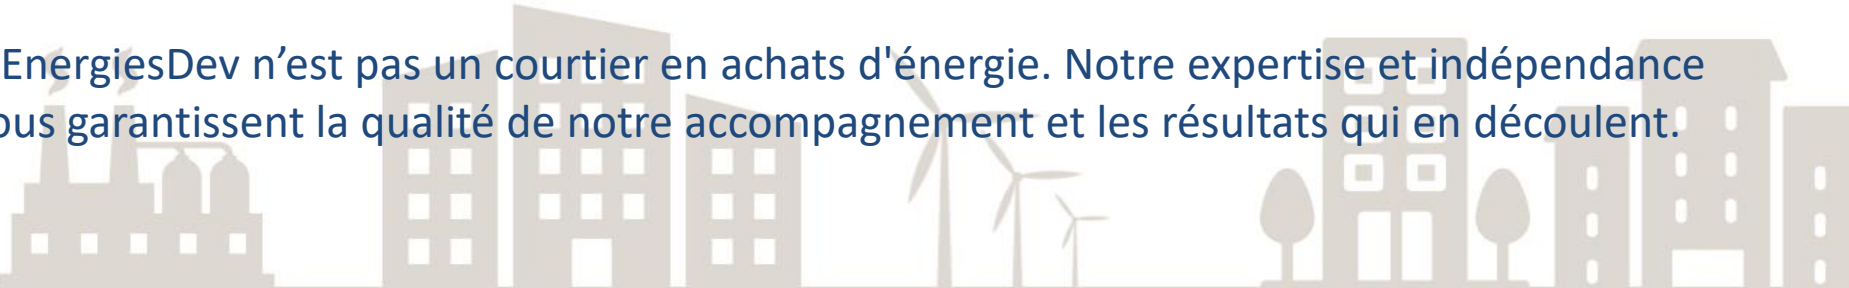 EnergiesDev n’est pas un courtier en achats d'énergie. Notre expertise et indépendance
garantissent la qualité de notre accompagnement et les résultats qui en découlent.